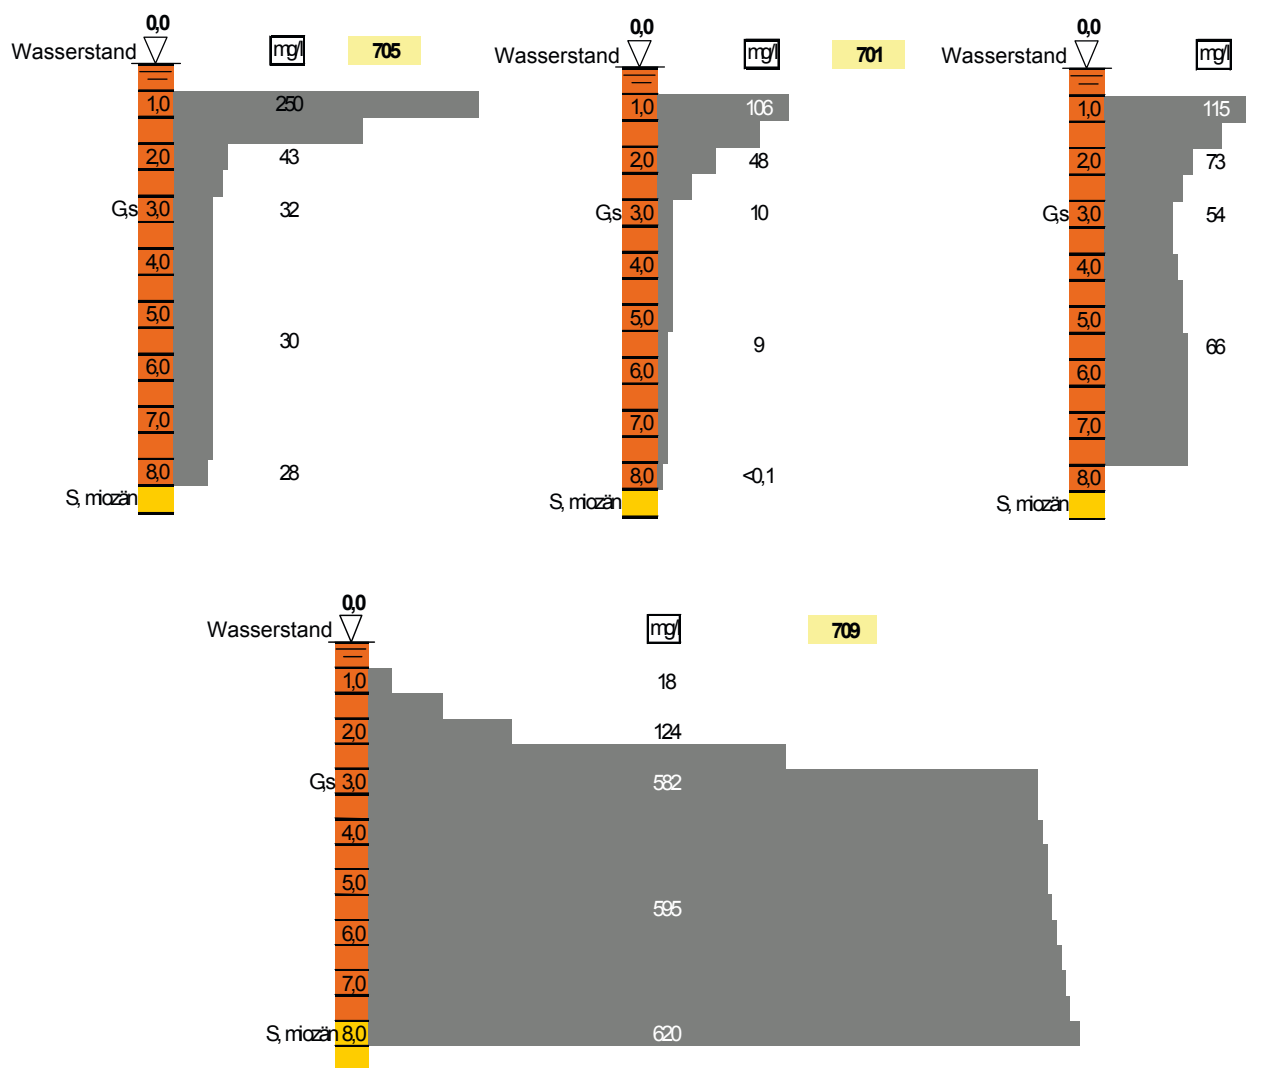 0,0
Wasserstand mg/l 705
1,0 250
2,0 43
G,s 3,0 32
4,0
5,0
30
6,0
7,0
8,0 28
S, miozän
0,0
Wasserstand mg/l 701
1,0 106
2,0 48
G,s 3,0 10
4,0
5,0
9
6,0
7,0
8,0 <0,1
S, miozän
0,0
Wasserstand mg/l
1,0 115
2,0 73
G,s 3,0 54
4,0
5,0
66
6,0
7,0
8,0
S, miozän
0,0
Wasserstand mg/l 709
1,0 18
2,0 124
G,s 3,0 582
4,0
5,0
595
6,0
7,0
S, miozän 8,0 620